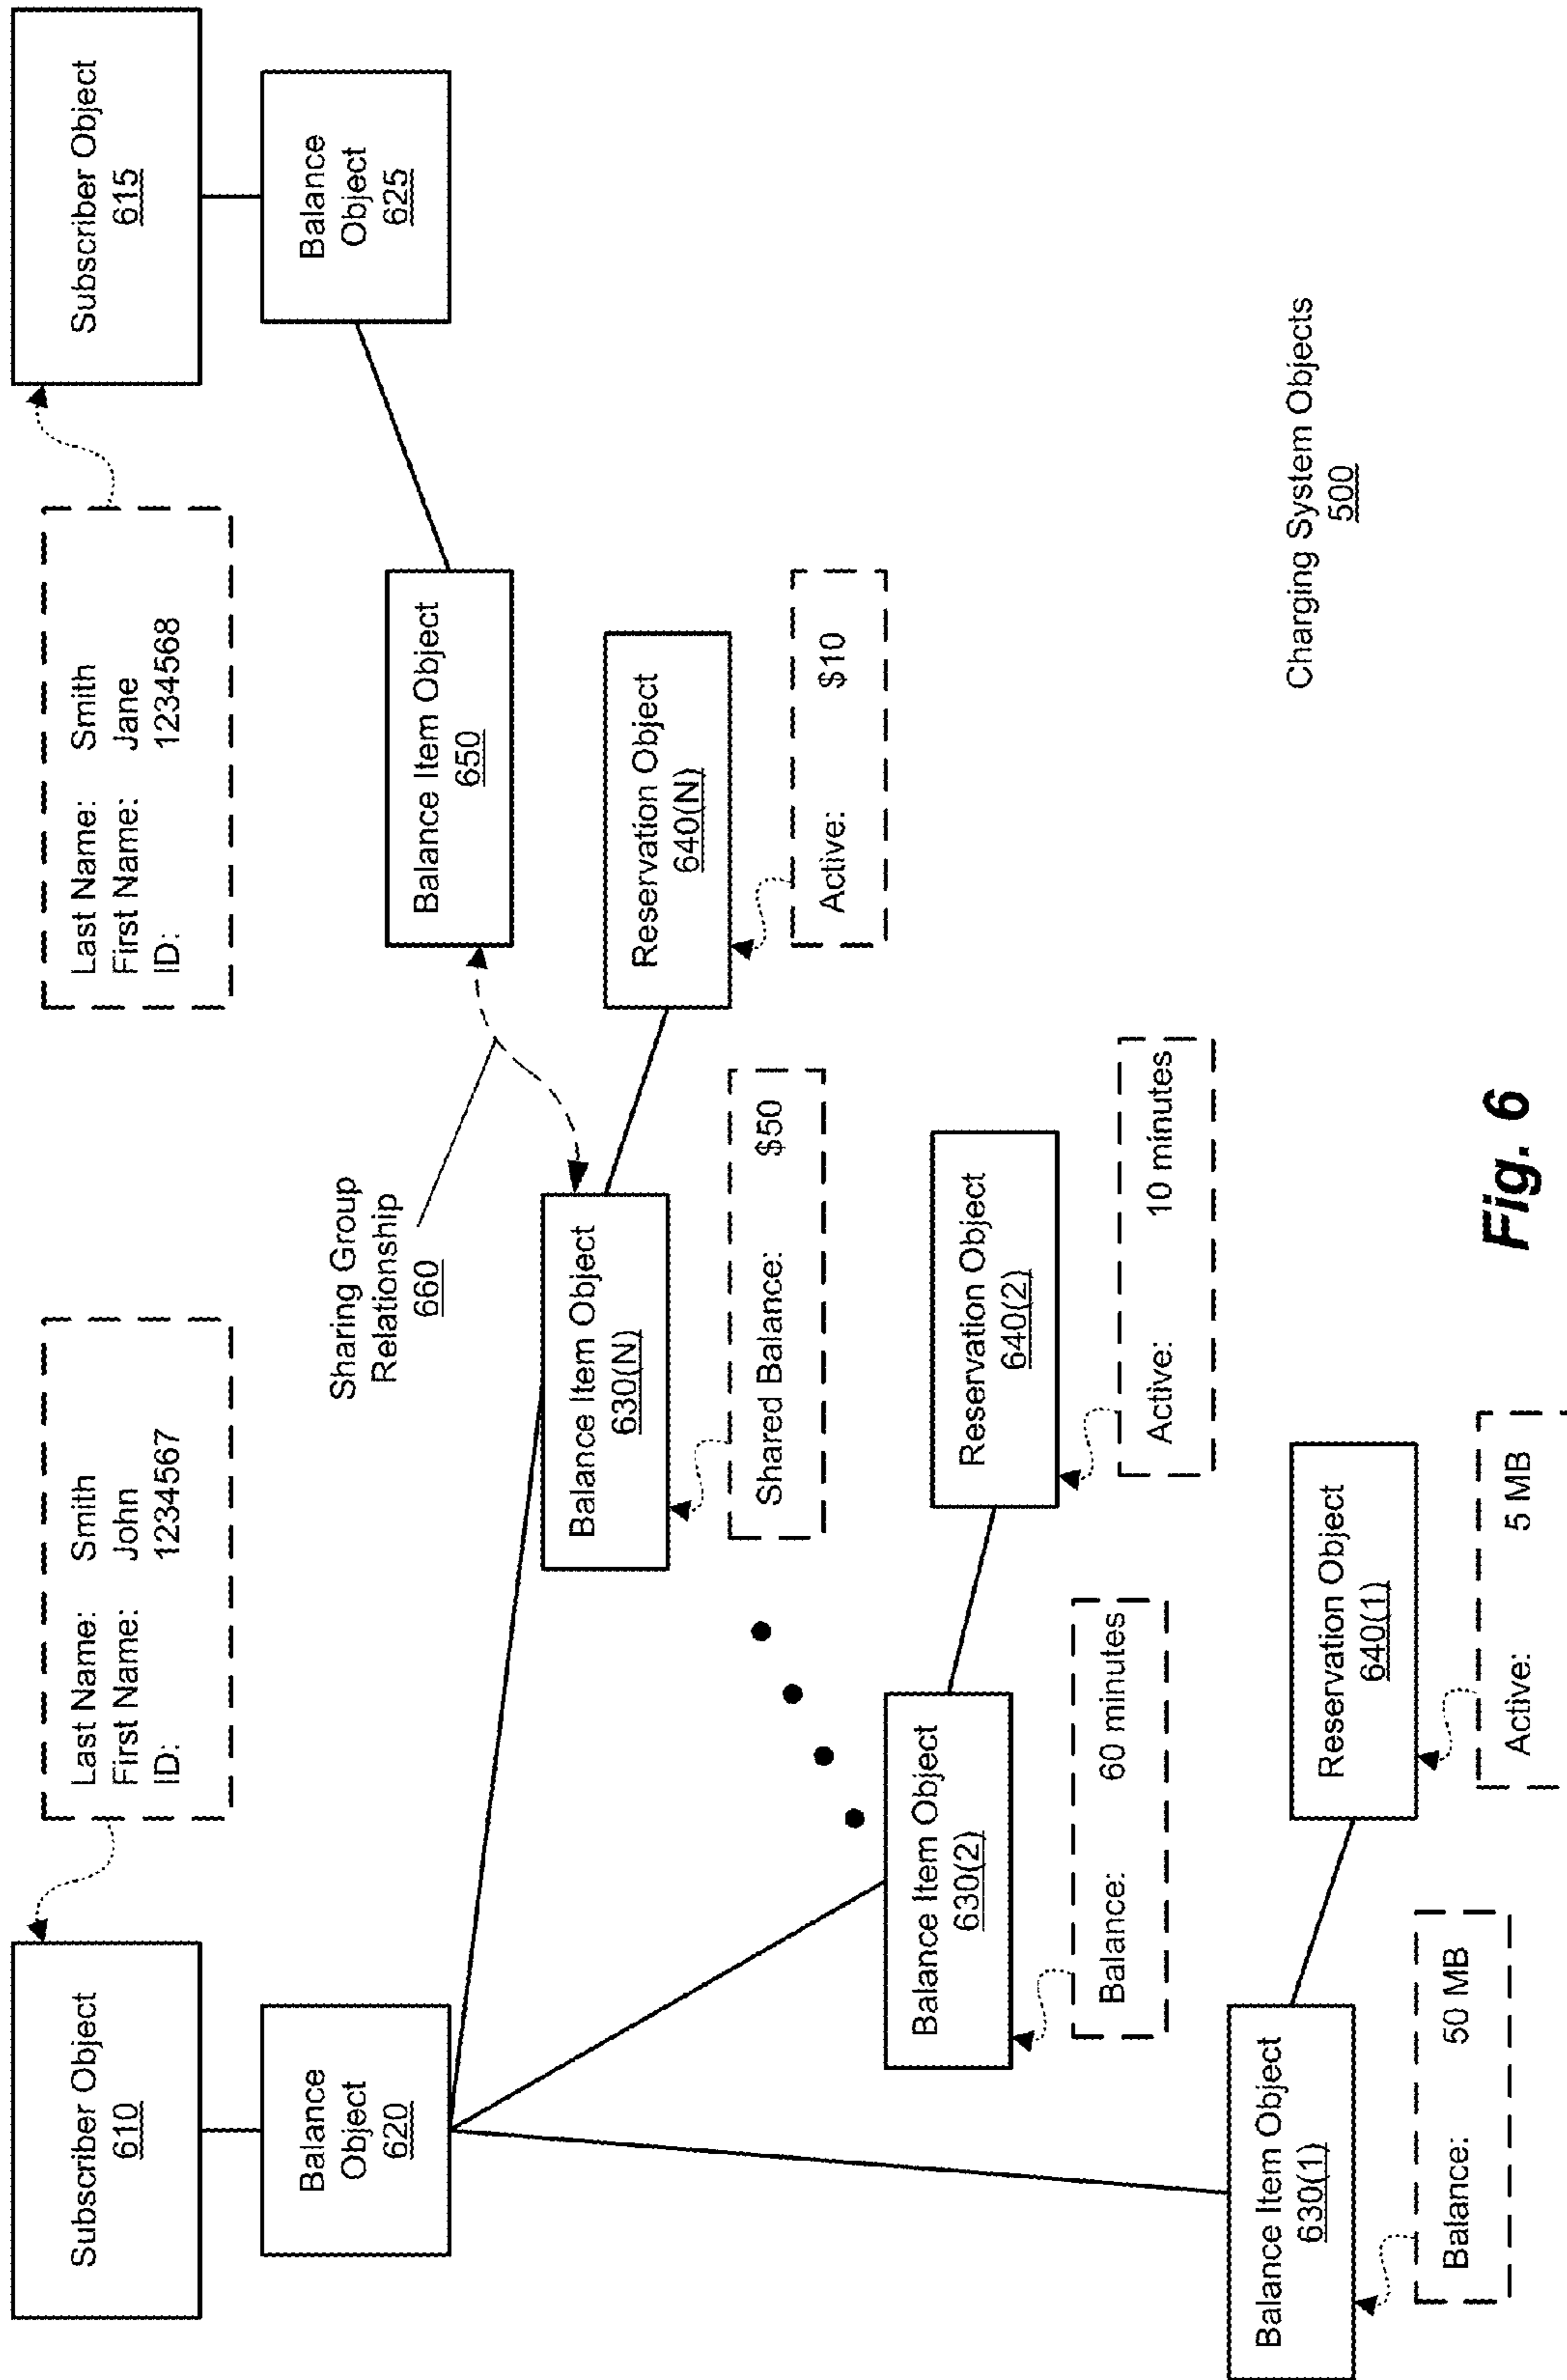 Subscriber Object
610
Last Name: Smith
First Name: John
ID: 1234567
Last Name: Smith
First Name: Jane
ID: 1234568
Subscriber Object
615
Balance
Object
620
Balance
Object
625
Sharing Group
Relationship
660
Balance Item Object
650
Balance Item Object
630(N)
Reservation Object
640(N)
Shared Balance: $50
Active: $10
Balance Item Object
630(2)
Reservation Object
640(2)
Balance: 60 minutes
Active: 10 minutes
Balance Item Object
630(1)
Reservation Object
640(1)
Balance: 50 MB
Active: 5 MB
Charging System Objects
500
Fig. 6